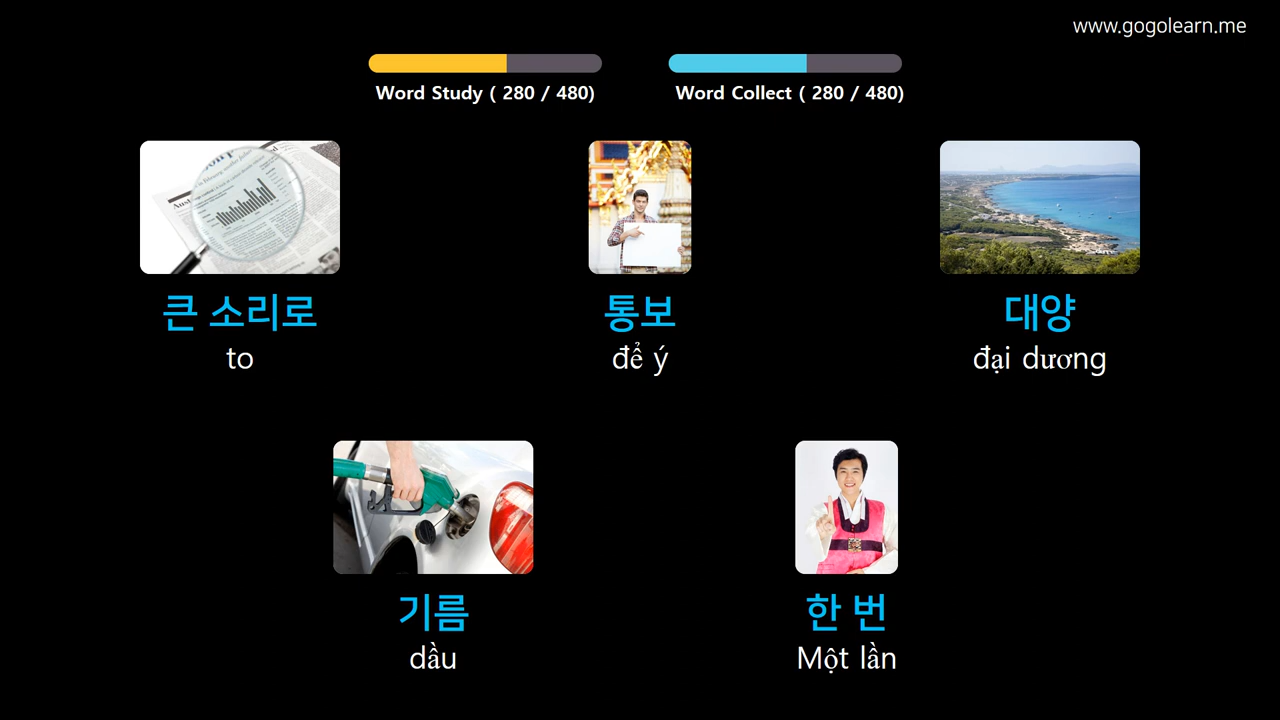 www.gogolearn.me
Word Study ( 280 / 480)
Word Collect ( 280 / 480)
큰 소리로
to
통보
để ý
대양
đại dương
기름
dầu
한 번
Một lần